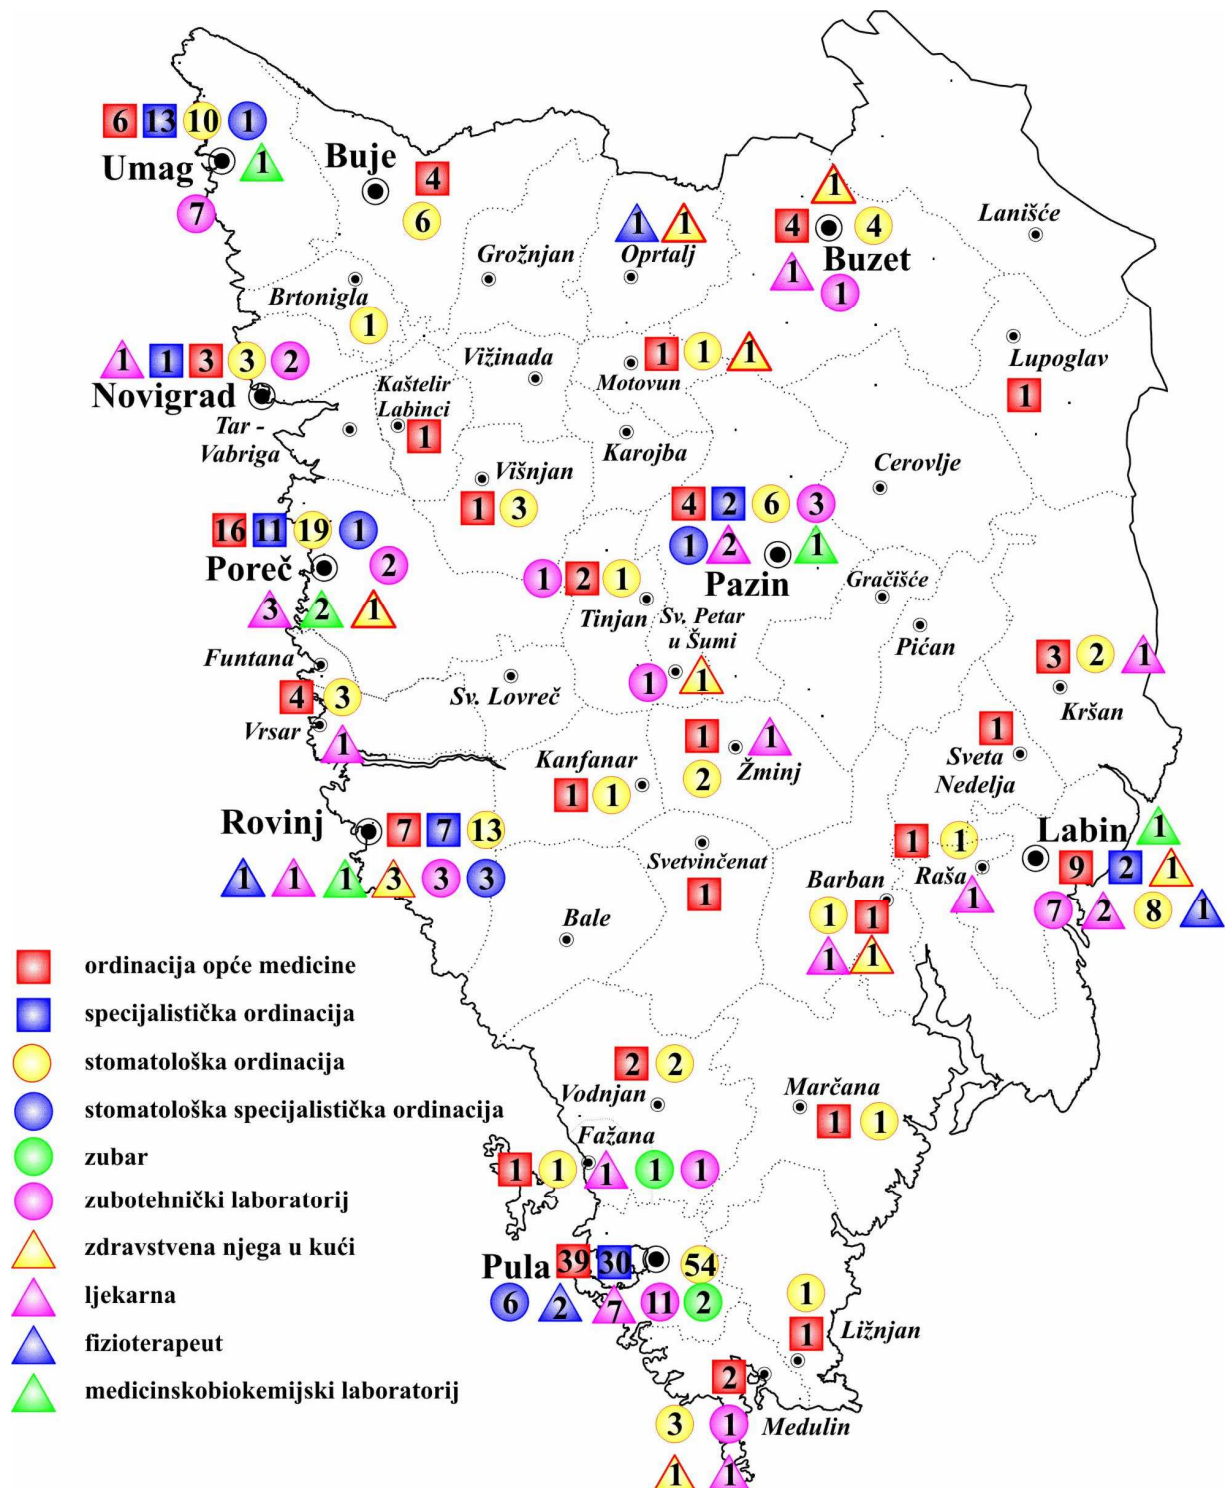 6 13 10 1
Umag 1
7
Buje 4
6
1
4 4
Buzet
1
1
Lanišće
1 1
Oprtalj
Grožnjan
Brtonigla
1
1 1 3 3 2
Novigrad
Vižinada
1 1 1
Motovun
Lupoglav
1
Kaštelir
Labinci
1
Tar -
Vabriga
Karojba
Višnjan
1 3
Cerovlje
4 2 6 3
1 2 1
Pazin
16 11 19 1
Poreč 2
3 2 1
1 2 1
Tinjan
Sv. Petar
u Šumi
1 1
Gračišće
Pićan
Funtana
4 3
Vrsar
1
Sv. Lovreč
3 2 1
Kršan
1
Sveta
Nedelja
1 1
Žminj
2
Kanfanar
1 1
Rovinj 7 7 13
1 1 1 3 3 3
Svetvinčenat
1
Bale
Barban
1 1
1 1
1 1
Raša
1
Labin 1
9 2 1
7 2 8 1
ordinacija opće medicine
specijalistička ordinacija
stomatološka ordinacija
stomatološka specijalistička ordinacija
zubar
zubotehnički laboratorij
zdravstvena njega u kući
ljekarna
fizioterapeut
medicinskobiokemijski laboratorij
2 2
Vodnjan
Marčana
1 1
Fažana
1 1 1 1 1
Pula 39 30 54
6 2 7 11 2
1
1 Ližnjan
2
3 1 Medulin
1 1